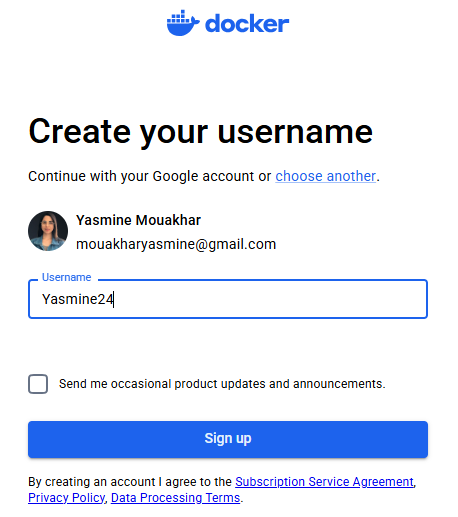 docker
Create your username
Continue with your Google account or choose another.
Yasmine Mouakhar
mouakharyasmine@gmail.com
Username
Yasmine24
Send me occasional product updates and announcements.
Sign up
By creating an account I agree to the Subscription Service Agreement,
Privacy Policy, Data Processing Terms.